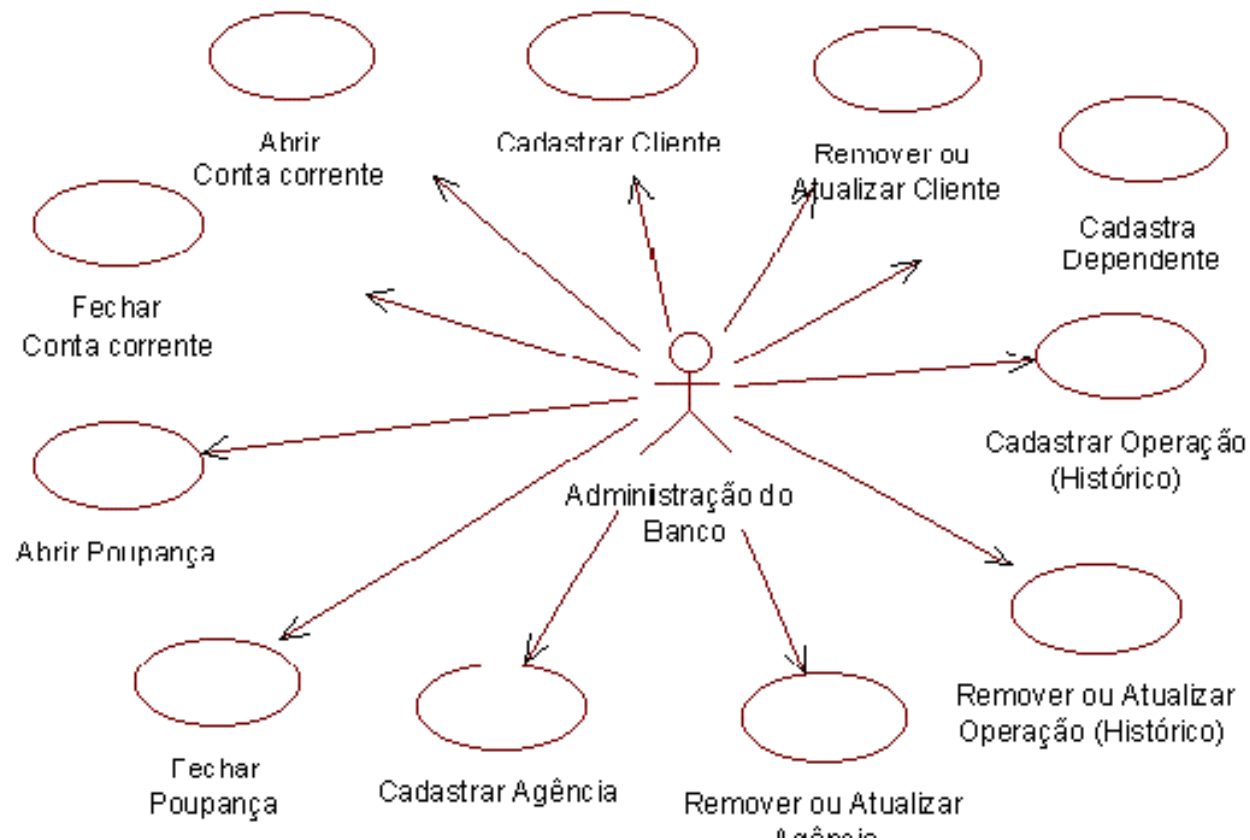 Abrir
Conta corrente
Cadastrar Cliente
Remover ou
Atualizar Cliente
Cadastra
Dependente
Fechar
Conta corrente
Cadastrar Operação
(Histórico)
Administração do
Banco
Abrir Poupança
Remover ou Atualizar
Operação (Histórico)
Fechar
Poupança
Cadastrar Agência
Remover ou Atualizar
Agência